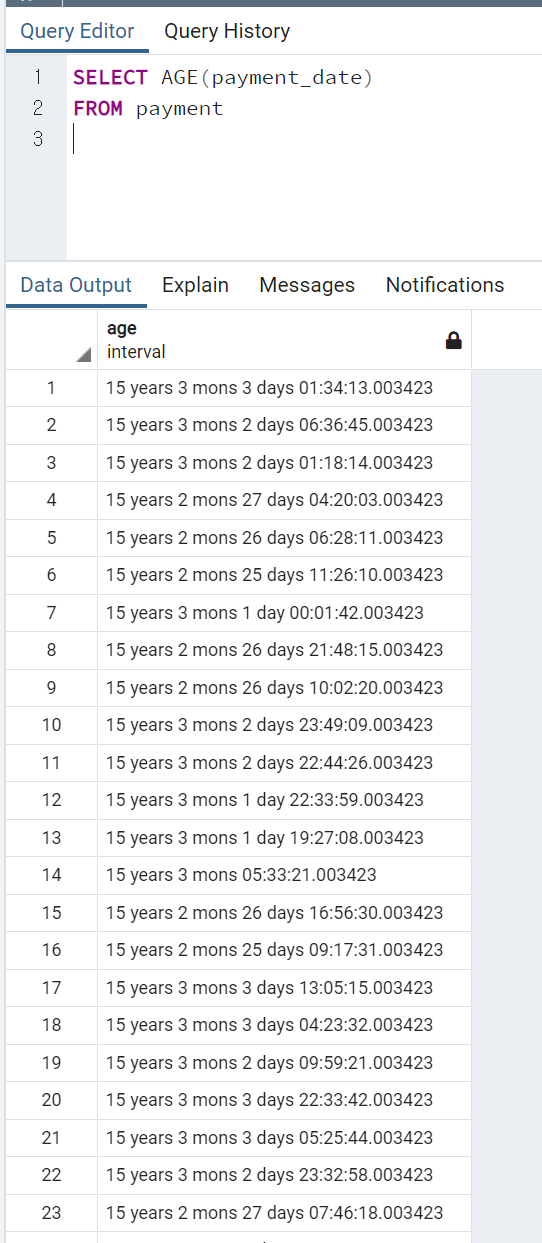 Query Editor Query History
1 SELECT AGE(payment_date)
2 FROM payment
3
Data Output Explain Messages Notifications
age
interval
1 15 years 3 mons 3 days 01:34:13.003423
2 15 years 3 mons 2 days 06:36:45.003423
3 15 years 3 mons 2 days 01:18:14.003423
4 15 years 2 mons 27 days 04:20:03.003423
5 15 years 2 mons 26 days 06:28:11.003423
6 15 years 2 mons 25 days 11:26:10.003423
7 15 years 3 mons 1 day 00:01:42.003423
8 15 years 2 mons 26 days 21:48:15.003423
9 15 years 2 mons 26 days 10:02:20.003423
10 15 years 3 mons 2 days 23:49:09.003423
11 15 years 3 mons 2 days 22:44:26.003423
12 15 years 3 mons 1 day 22:33:59.003423
13 15 years 3 mons 1 day 19:27:08.003423
14 15 years 3 mons 05:33:21.003423
15 15 years 2 mons 26 days 16:56:30.003423
16 15 years 2 mons 25 days 09:17:31.003423
17 15 years 3 mons 3 days 13:05:15.003423
18 15 years 3 mons 3 days 04:23:32.003423
19 15 years 3 mons 2 days 09:59:21.003423
20 15 years 3 mons 3 days 22:33:42.003423
21 15 years 3 mons 3 days 05:25:44.003423
22 15 years 3 mons 2 days 23:32:58.003423
23 15 years 2 mons 27 days 07:46:18.003423